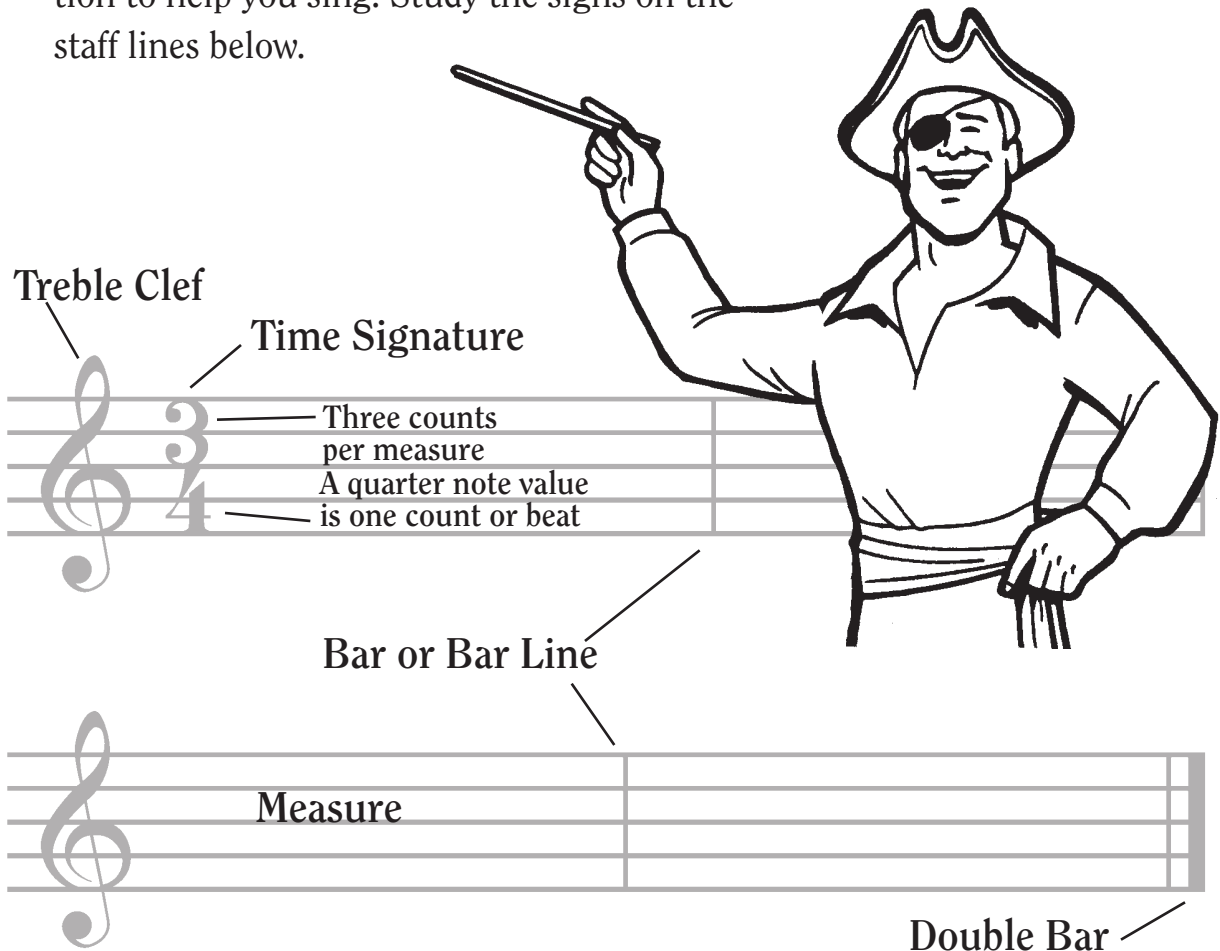 tion to help you sing. Study the signs on the
staff lines below.
Treble Clef
Time Signature
3
4
Three counts
per measure
A quarter note value
is one count or beat
Bar or Bar Line
Measure
Double Bar